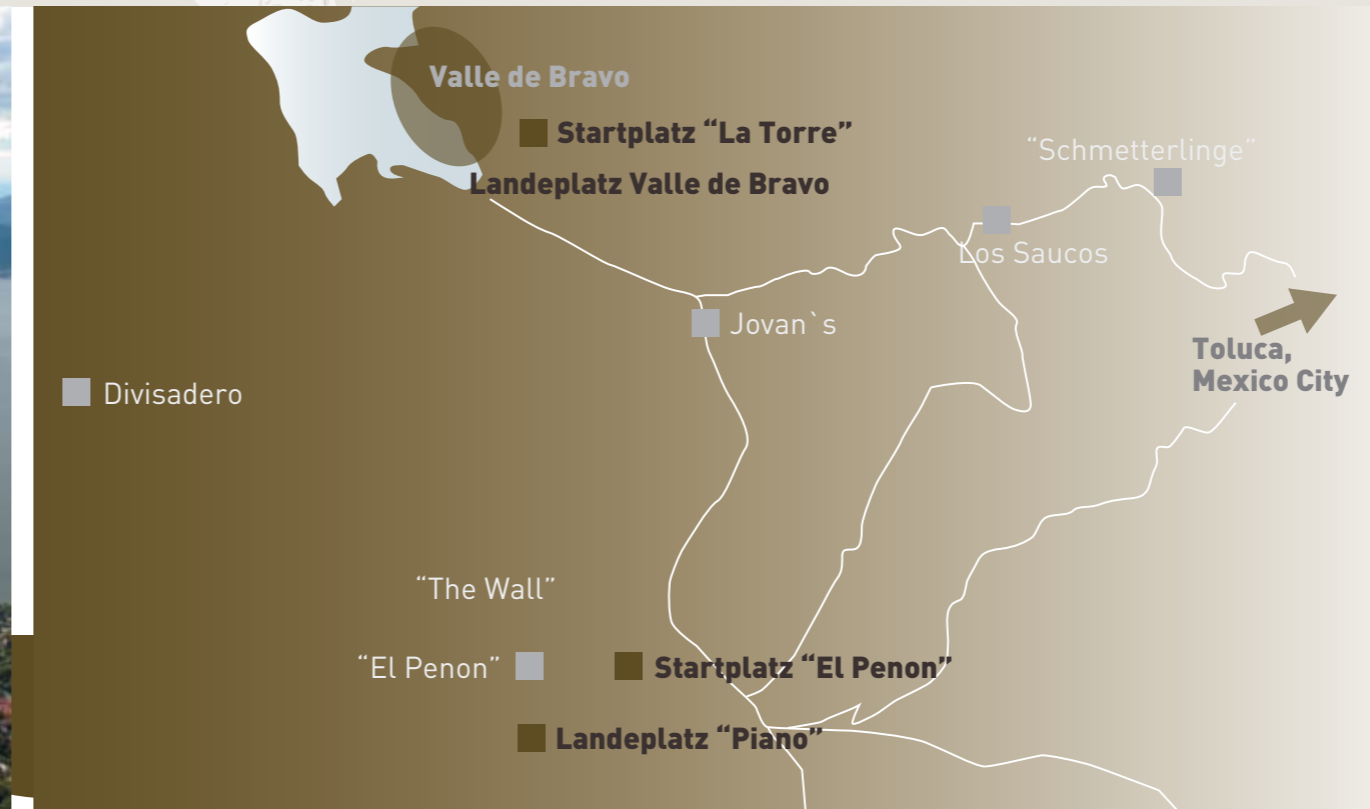 Valle de Bravo
Startplatz “La Torre”
“Schmetterlinge”
Landeplatz Valle de Bravo
Los Saucos
Jovan`s
Toluca,
Mexico City
Divisadero
“The Wall”
“El Penon”
Startplatz “El Penon”
Landeplatz “Piano”